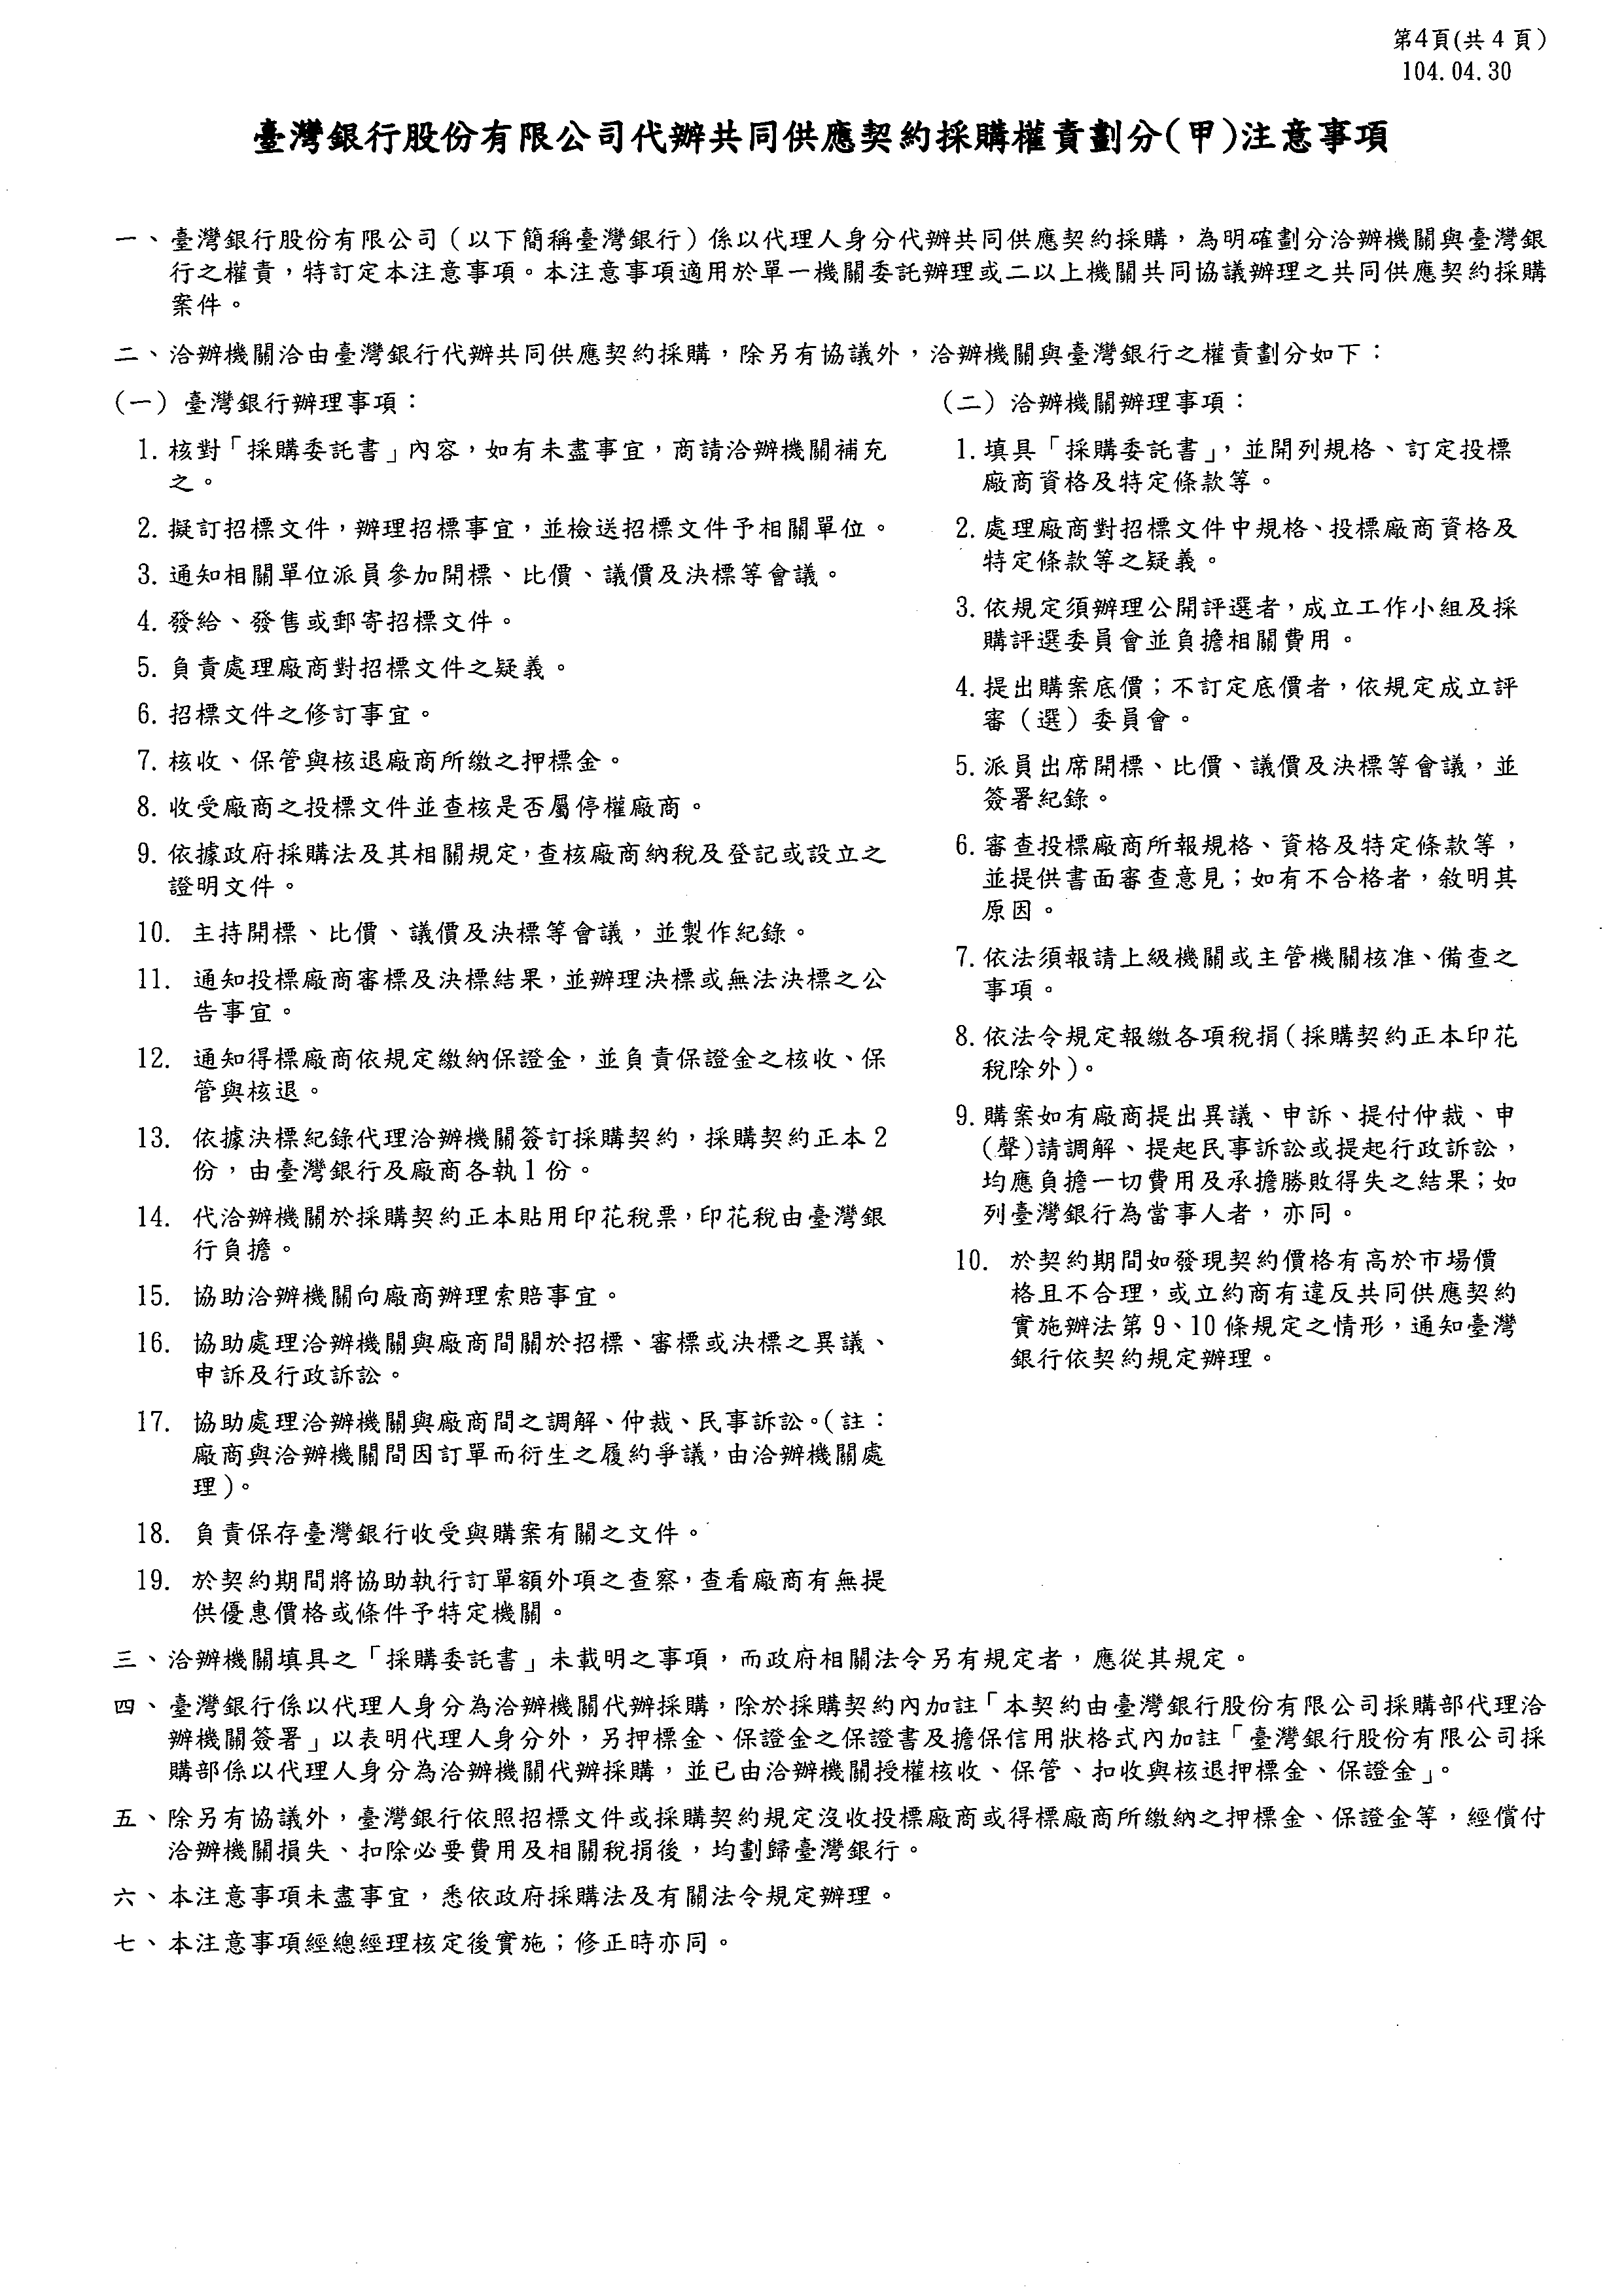 第4頁(共 4 頁)
104.04.30
臺灣銀行股份有限公司代辦共同供應契約採購權責劃分(甲)注意事項
一、臺灣銀行股份有限公司（以下簡稱臺灣銀行）係以代理人身分代辦共同供應契約採購，為明確劃分洽辦機關與臺灣銀
行之權責，特訂定本注意事項。本注意事項適用於單一機關委託辦理或二以上機關共同協議辦理之共同供應契約採購
案件。
二、洽辦機關洽由臺灣銀行代辦共同供應契約採購，除另有協議外，洽辦機關與臺灣銀行之權責劃分如下：
(一) 臺灣銀行辦理事項：
1. 核對「採購委託書」內容，如有未盡事宜，商請洽辦機關補充
之。
2. 擬訂招標文件，辦理招標事宜，並檢送招標文件予相關單位。
3. 通知相關單位派員參加開標、比價、議價及決標等會議。
4. 發給、發售或郵寄招標文件。
5. 負責處理廠商對招標文件之疑義。
6. 招標文件之修訂事宜。
7. 核收、保管與核退廠商所繳之押標金。
8. 收受廠商之投標文件並查核是否屬停權廠商。
9. 依據政府採購法及其相關規定，查核廠商納稅及登記或設立之
證明文件。
10. 主持開標、比價、議價及決標等會議，並製作紀錄。
11. 通知投標廠商審標及決標結果，並辦理決標或無法決標之公
告事宜。
12. 通知得標廠商依規定繳納保證金，並負責保證金之核收、保
管與核退。
13. 依據決標紀錄代理洽辦機關簽訂採購契約，採購契約正本 2
份，由臺灣銀行及廠商各執 1 份。
14. 代洽辦機關於採購契約正本貼用印花稅票，印花稅由臺灣銀
行負擔。
15. 協助洽辦機關向廠商辦理索賠事宜。
16. 協助處理洽辦機關與廠商間關於招標、審標或決標之異議、
申訴及行政訴訟。
17. 協助處理洽辦機關與廠商間之調解、仲裁、民事訴訟。(註：
廠商與洽辦機關間因訂單而衍生之履約爭議，由洽辦機關處
理)。
18. 負責保存臺灣銀行收受與購案有關之文件。
19. 於契約期間將協助執行訂單額外項之查察，查看廠商有無提
供優惠價格或條件予特定機關。
(二) 洽辦機關辦理事項：
1. 填具「採購委託書」，並開列規格、訂定投標
廠商資格及特定條款等。
2. 處理廠商對招標文件中規格、投標廠商資格及
特定條款等之疑義。
3. 依規定須辦理公開評選者，成立工作小組及採
購評選委員會並負擔相關費用。
4. 提出購案底價；不訂定底價者，依規定成立評
審（選）委員會。
5. 派員出席開標、比價、議價及決標等會議，並
簽署紀錄。
6. 審查投標廠商所報規格、資格及特定條款等，
並提供書面審查意見；如有不合格者，敘明其
原因。
7. 依法須報請上級機關或主管機關核准、備查之
事項。
8. 依法令規定報繳各項稅捐(採購契約正本印花
稅除外)。
9. 購案如有廠商提出異議、申訴、提付仲裁、申
(聲)請調解、提起民事訴訟或提起行政訴訟，
均應負擔一切費用及承擔勝敗得失之結果；如
列臺灣銀行為當事人者，亦同。
10. 於契約期間如發現契約價格有高於市場價
格且不合理，或立約商有違反共同供應契約
實施辦法第 9、10 條規定之情形，通知臺灣
銀行依契約規定辦理。
三、洽辦機關填具之「採購委託書」未載明之事項，而政府相關法令另有規定者，應從其規定。
四、臺灣銀行係以代理人身分為洽辦機關代辦採購，除於採購契約內加註「本契約由臺灣銀行股份有限公司採購部代理洽
辦機關簽署」以表明代理人身分外，另押標金、保證金之保證書及擔保信用狀格式內加註「臺灣銀行股份有限公司採
購部係以代理人身分為洽辦機關代辦採購，並已由洽辦機關授權核收、保管、扣收與核退押標金、保證金」。
五、除另有協議外，臺灣銀行依照招標文件或採購契約規定沒收投標廠商或得標廠商所繳納之押標金、保證金等，經償付
洽辦機關損失、扣除必要費用及相關稅捐後，均劃歸臺灣銀行。
六、本注意事項未盡事宜，悉依政府採購法及有關法令規定辦理。
七、本注意事項經總經理核定後實施；修正時亦同。